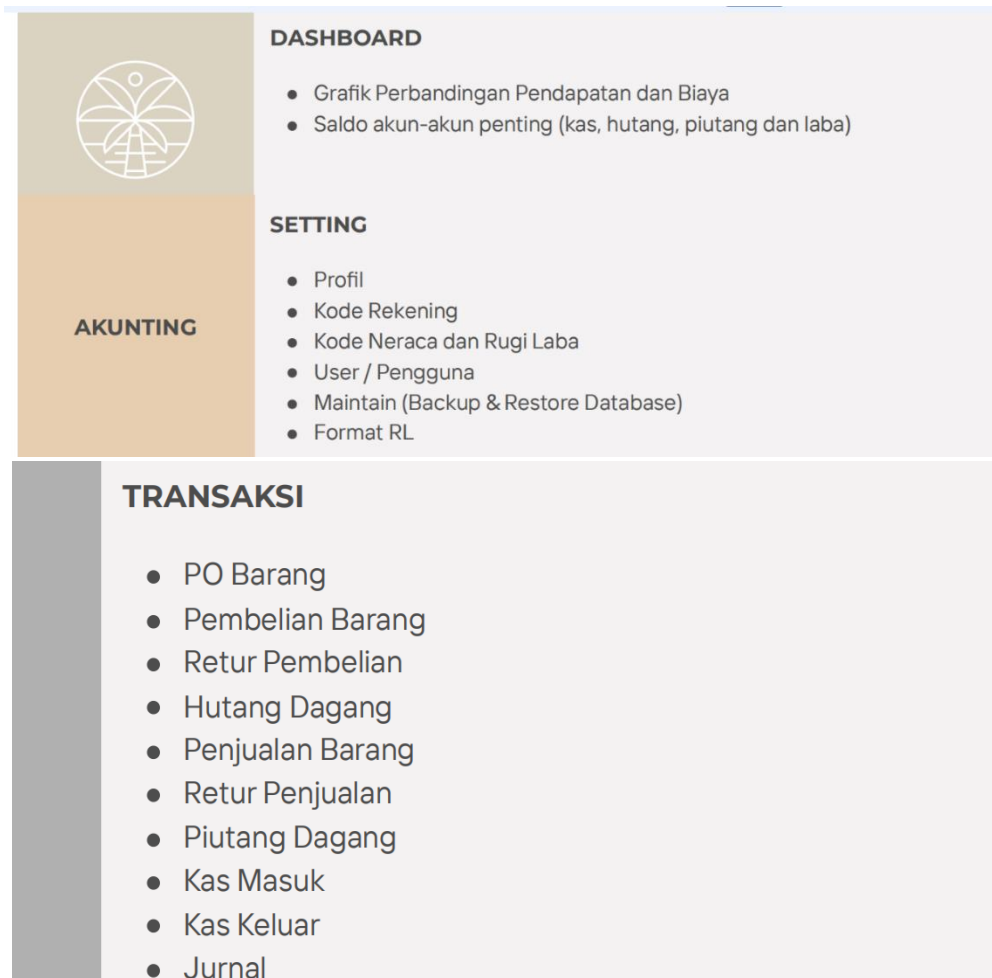 DASHBOARD
Grafik Perbandingan Pendapatan dan Biaya
Saldo akun-akun penting (kas, hutang, piutang dan laba)
AKUNTING
SETTING
Profil
Kode Rekening
Kode Neraca dan Rugi Laba
User / Pengguna
Maintain (Backup & Restore Database)
Format RL
TRANSAKSI
PO Barang
Pembelian Barang
Retur Pembelian
Hutang Dagang
Penjualan Barang
Retur Penjualan
Piutang Dagang
Kas Masuk
Kas Keluar
Jurnal